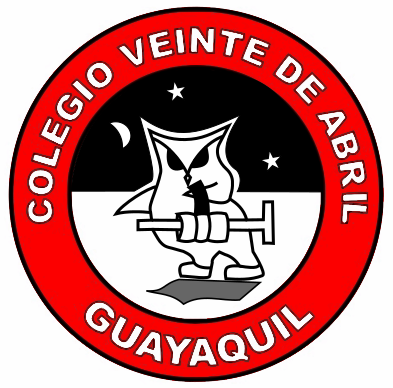 COLEGIO VEINTE DE ABRIL
GUAYAQUIL